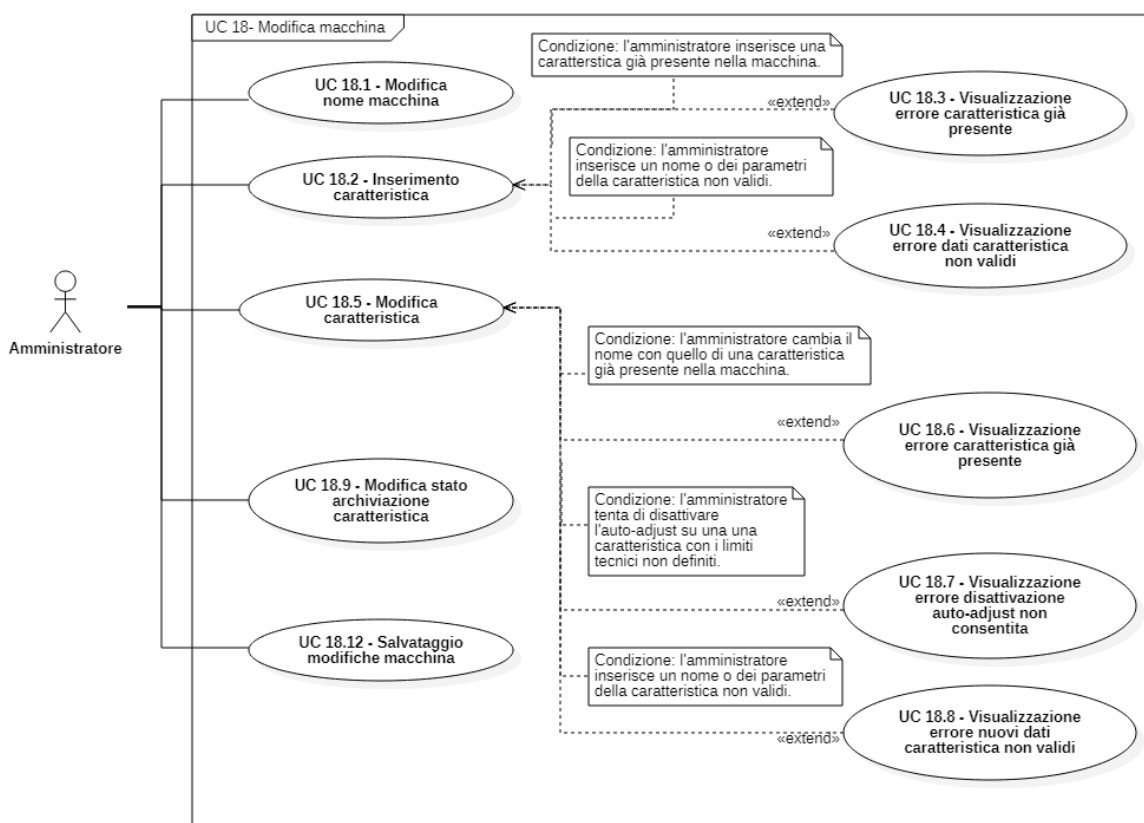 UC 18- Modifica macchina
Condizione: l'amministratore inserisce una
caratterstica già presente nella macchina.
UC 18.1 - Modifica
nome macchina
«extend»
UC 18.3 - Visualizzazione
errore caratteristica già
presente
Condizione: l'amministratore
inserisce un nome o dei parametri
della caratteristica non validi.
UC 18.2 - Inserimento
caratteristica
«extend»
UC 18.4 - Visualizzazione
errore dati caratteristica
non validi
Amministratore
UC 18.5 - Modifica
caratteristica
Condizione: l'amministratore cambia il
nome con quello di una caratteristica
già presente nella macchina.
«extend»
UC 18.6 - Visualizzazione
errore caratteristica già
presente
UC 18.9 - Modifica stato
archiviazione
caratteristica
Condizione: l'amministratore
tenta di disattivare
l'auto-adjust su una una
caratteristica con i limiti
tecnici non definiti.
«extend»
UC 18.7 - Visualizzazione
errore disattivazione
auto-adjust non
consentita
UC 18.12 - Salvataggio
modifiche macchina
Condizione: l'amministratore
inserisce un nome o dei parametri
della caratteristica non validi.
«extend»
UC 18.8 - Visualizzazione
errore nuovi dati
caratteristica non validi